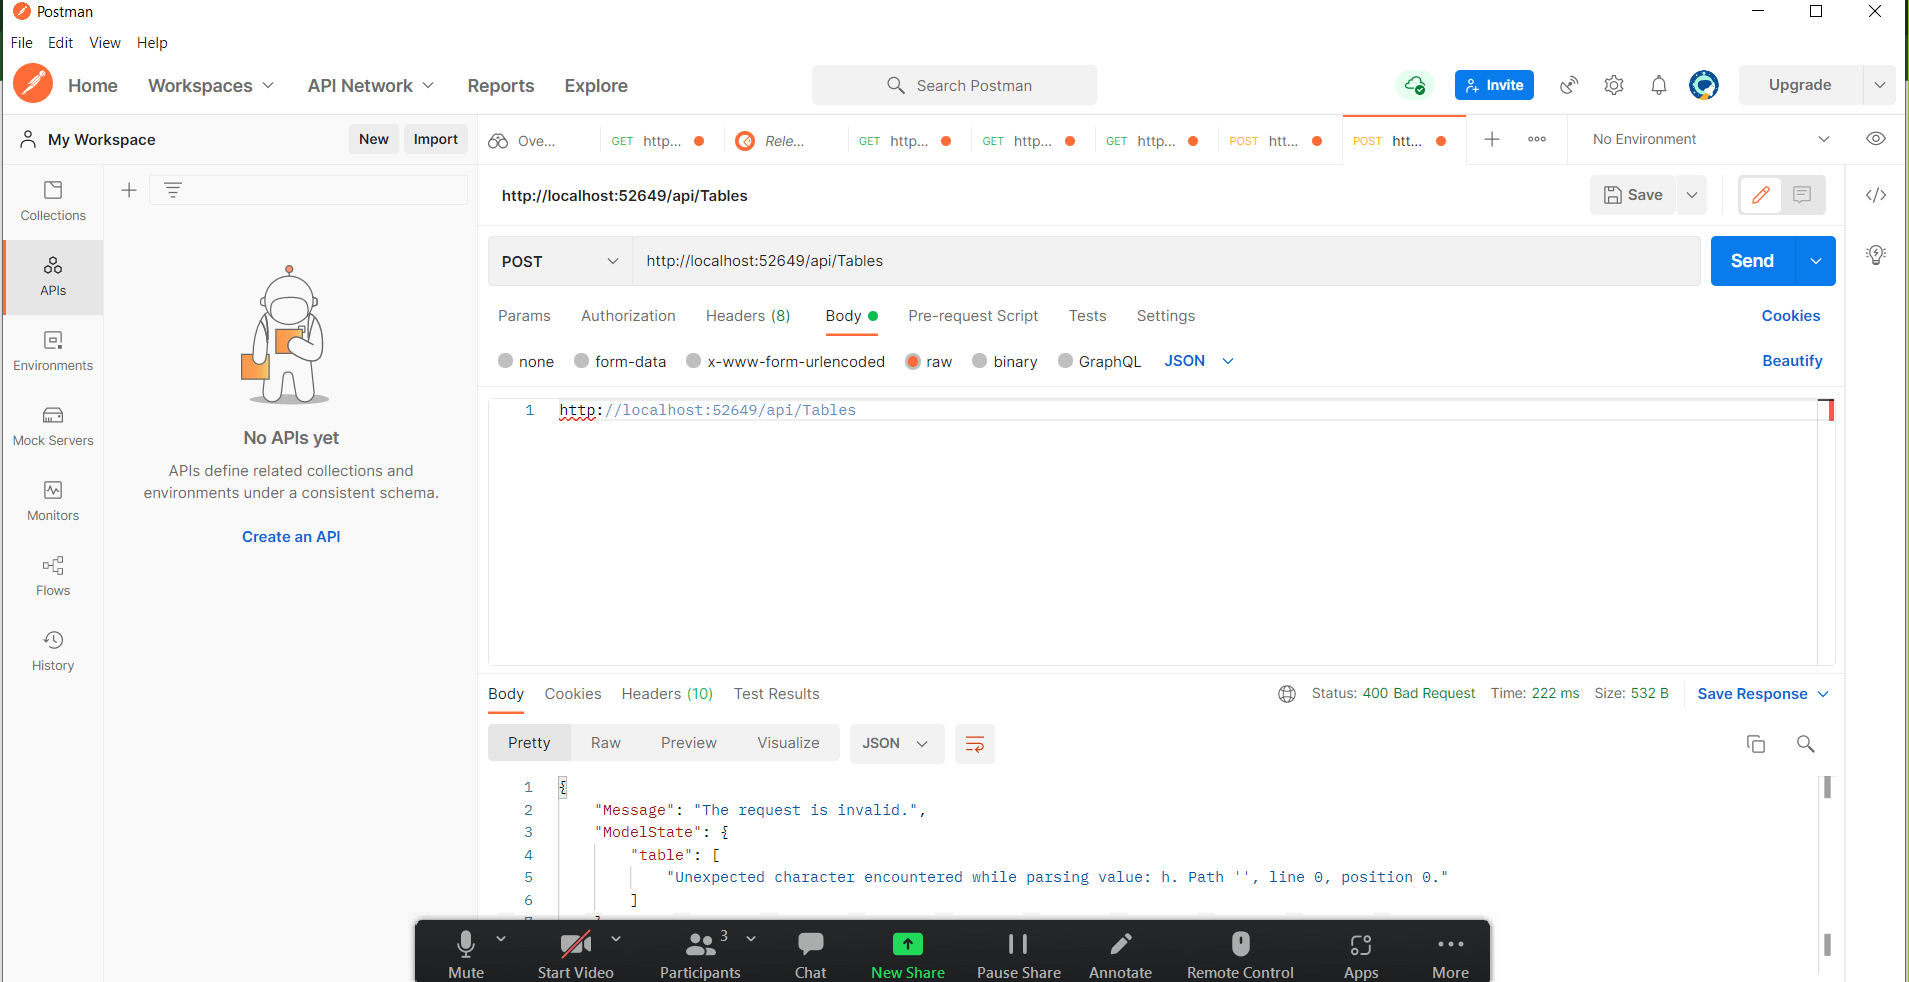 Postman
File Edit View Help
Home Workspaces API Network Reports Explore Search Postman Invite Upgrade
My Workspace New Import Ove... GET http... Rele... GET http... GET http... GET http... POST htt... POST htt... No Environment
http://localhost:52649/api/Tables Save
Collections
POST http://localhost:52649/api/Tables Send
APIs
Params Authorization Headers (8) Body Pre-request Script Tests Settings Cookies
Environments
none form-data x-www-form-urlencoded raw binary GraphQL JSON Beautify
1 http://localhost:52649/api/Tables
Mock Servers
No APIs yet
APIs define related collections and
environments under a consistent schema.
Monitors
Create an API
Flows
History
Body Cookies Headers (10) Test Results Status: 400 Bad Request Time: 222 ms Size: 532 B Save Response
Pretty Raw Preview Visualize JSON
1 {
2 "Message": "The request is invalid.",
3 "ModelState": {
4 "table": [
5 "Unexpected character encountered while parsing value: h. Path '', line 0, position 0."
6 ]
3
Mute Start Video Participants Chat New Share Pause Share Annotate Remote Control Apps More